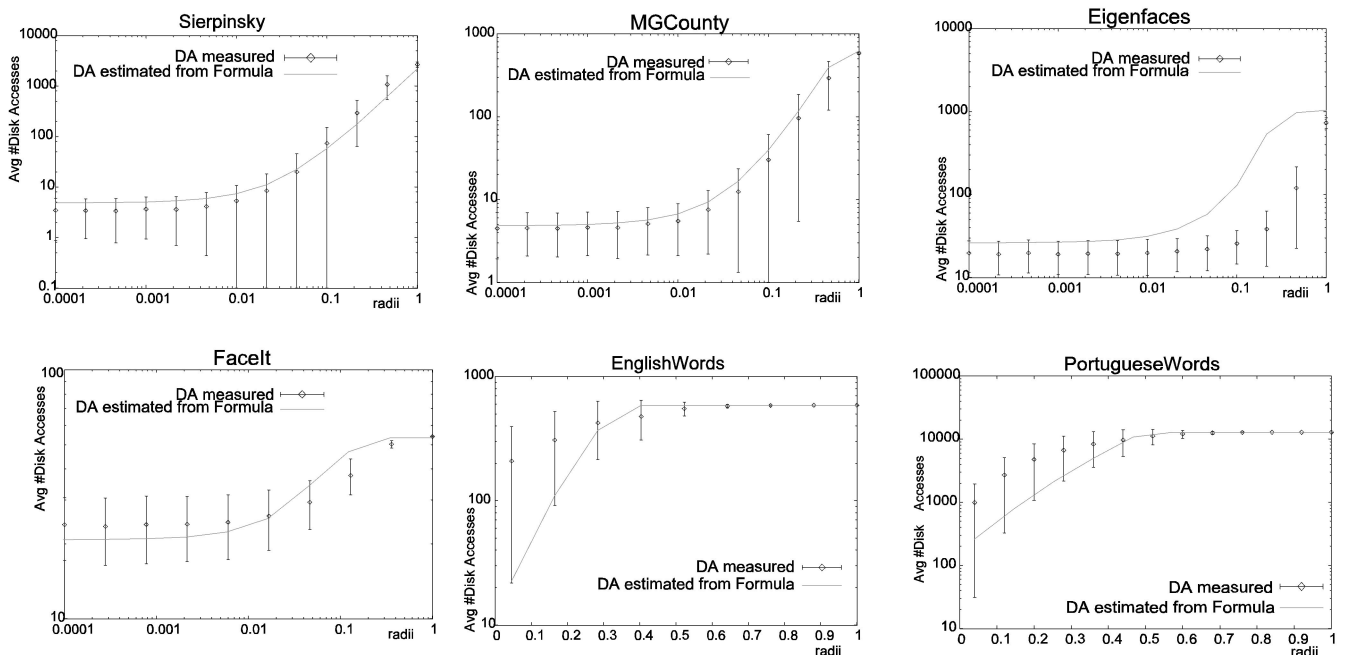 Sierpinsky
10000
1000
100
10
1
0.1
Avg #Disk Accesses
DA measured
DA estimated from Formula
0.0001
0.001
0.01
0.1
1
radii
MGCounty
1000
100
10
1
Avg #Disk Accesses
DA measured
DA estimated from Formula
0.0001
0.001
0.01
0.1
1
radii
Eigenfaces
10000
1000
100
10
Avg #Disk Accesses
DA measured
DA estimated from Formula
0.0001
0.001
0.01
0.1
1
radii
FaceIt
100
10
Avg #Disk Accesses
DA measured
DA estimated from Formula
0.0001
0.001
0.01
0.1
1
radii
EnglishWords
1000
100
10
Avg #Disk Accesses
DA measured
DA estimated from Formula
0 0.1 0.2 0.3 0.4 0.5 0.6 0.7 0.8 0.9 1
radii
PortugueseWords
100000
10000
1000
100
10
Avg #Disk Accesses
DA measured
DA estimated from Formula
0 0.1 0.2 0.3 0.4 0.5 0.6 0.7 0.8 0.9 1
radii